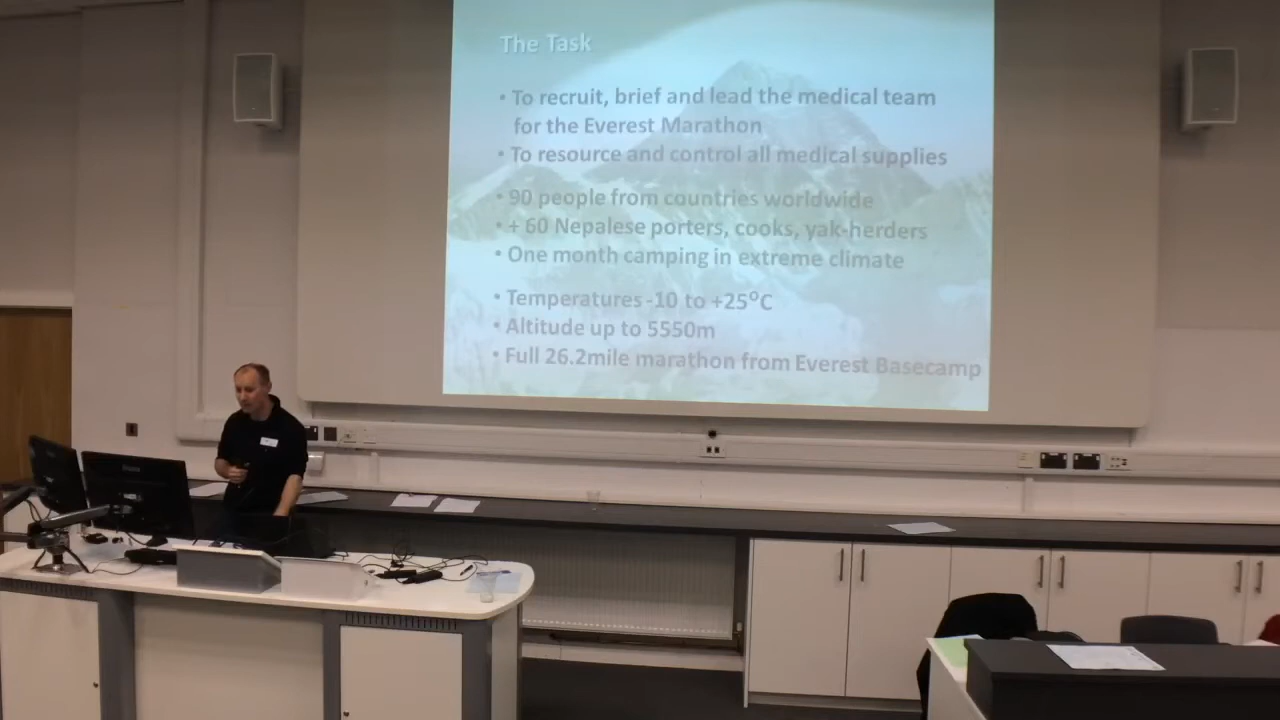 The Task
• To recruit, brief and lead the medical team
for the Everest Marathon
• To resource and control all medical supplies
• 90 people from countries worldwide
• + 60 Nepalese porters, cooks, yak-herders
• One month camping in extreme climate
• Temperatures -10 to +25°C
• Altitude up to 5550m
• Full 26.2mile marathon from Everest Basecamp